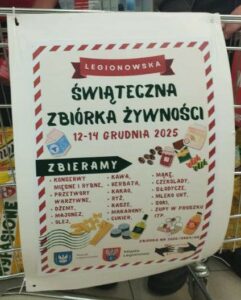 LEGIONOWSKA
ŚWIĄTECZNA
ZBIÓRKA ŻYWNOŚCI
12-14 GRUDNIA 2025
ZBIERAMY
- KONSERWY
MIĘSNE I RYBNE,
- PRZETWORY
WARZYWNE,
- DŻEMY,
- MAJONEZ,
- OLEJ,
- KAWA,
- HERBATA,
- KAKAO,
- RYŻ,
- KASZE,
- MAKARONY,
- CUKIER,
- MĄKĘ,
- CZEKOLADY,
- SŁODYCZE,
- MLEKO UHT,
- SOKI,
- ZUPY W PROSZKU
ITP.